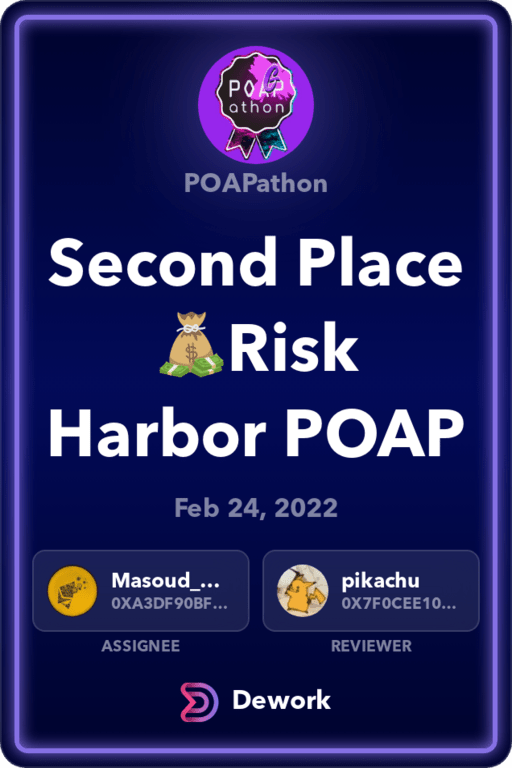 POAP
athon
POAPathon
Second Place
💰Risk
Harbor POAP
Feb 24, 2022
Masoud_...
0XA3DF90BF...
pikachu
0X7F0CEE10...
ASSIGNEE
REVIEWER
Dework